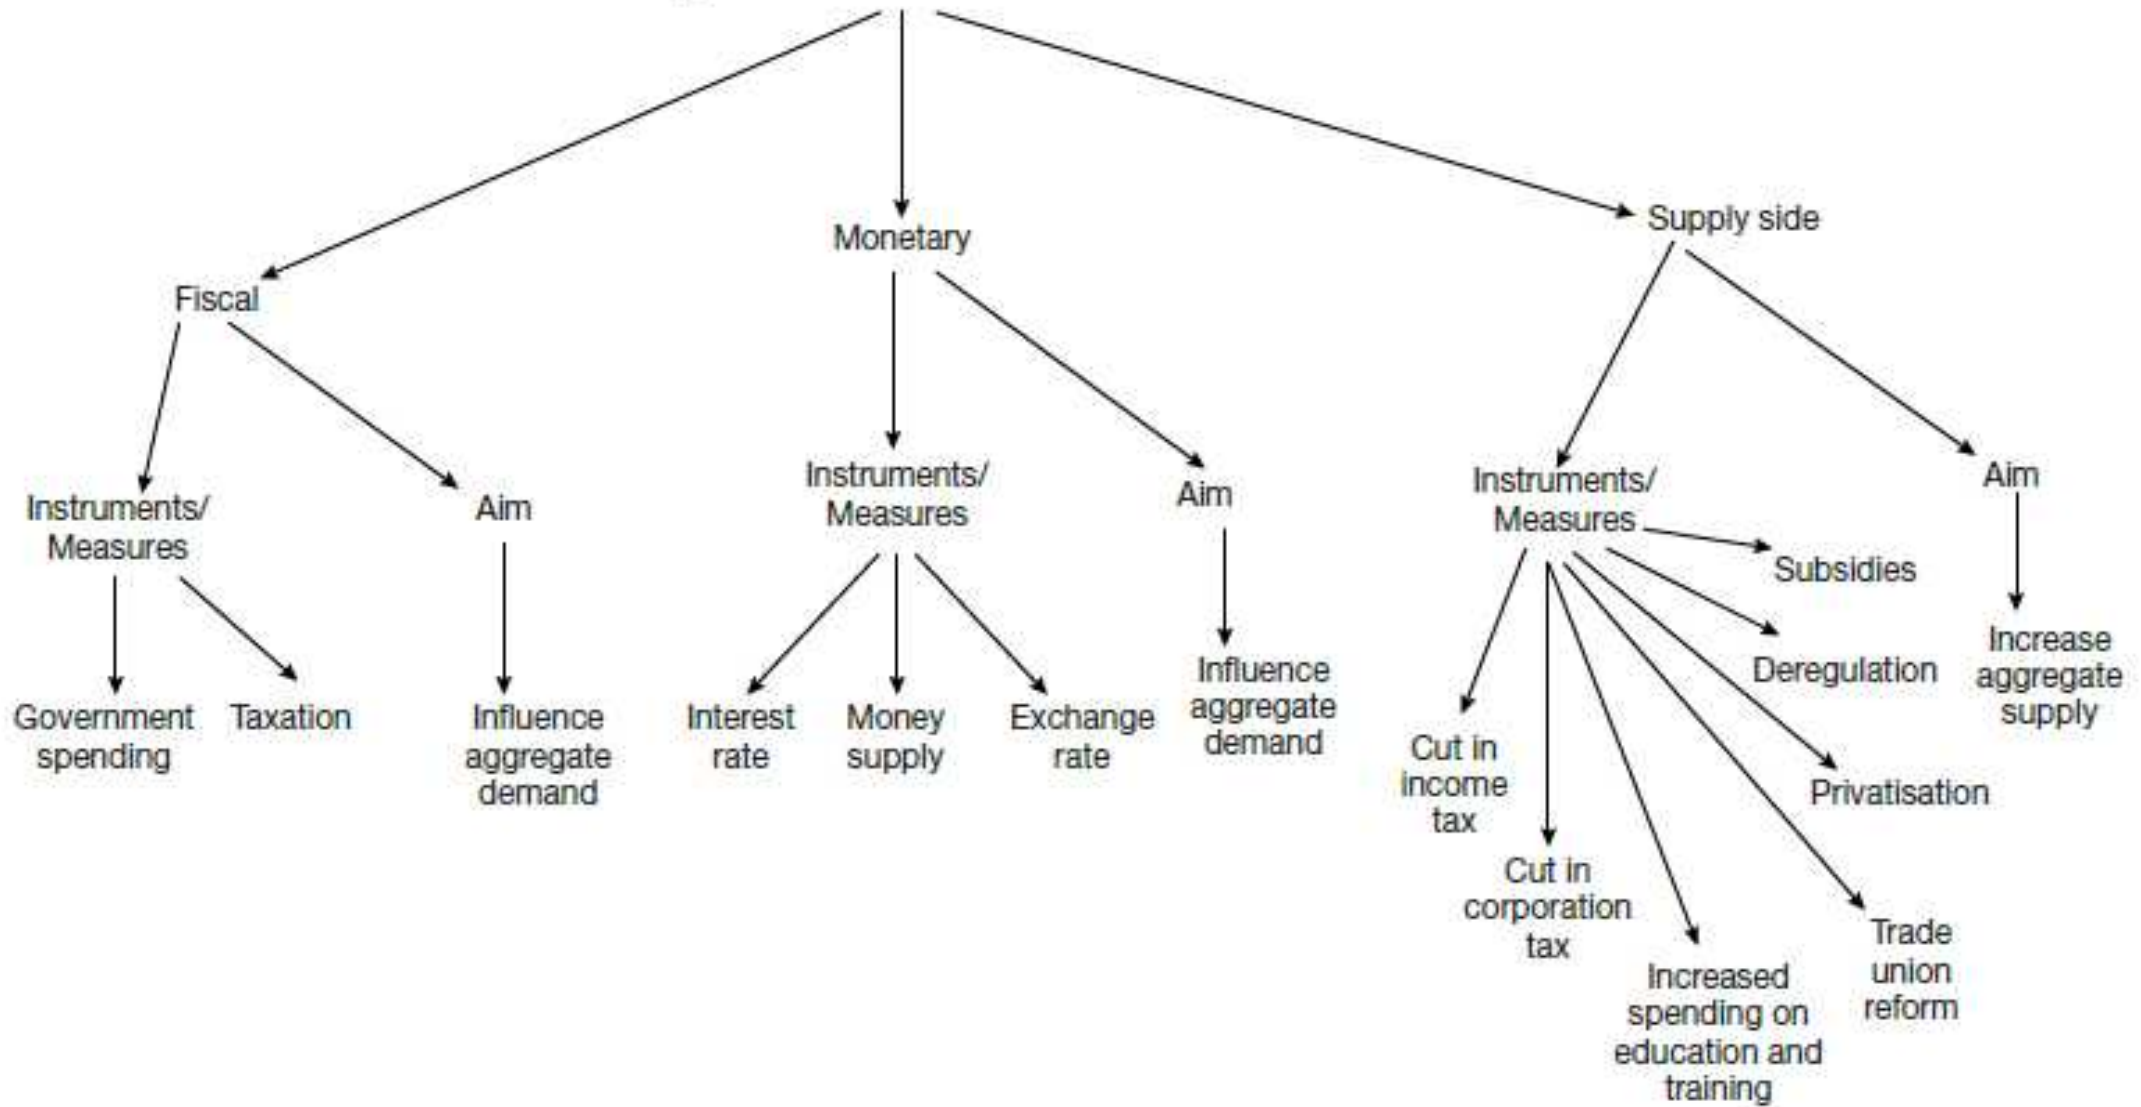 Monetary
Supply side
Fiscal
Instruments/
Measures
Aim
Instruments/
Measures
Aim
Instruments/
Measures
Aim
Government
spending
Taxation
Influence
aggregate
demand
Interest
rate
Money
supply
Exchange
rate
Influence
aggregate
demand
Subsidies
Deregulation
Privatisation
Trade
union
reform
Increased
spending on
education and
training
Cut in
corporation
tax
Cut in
income
tax
Increase
aggregate
supply